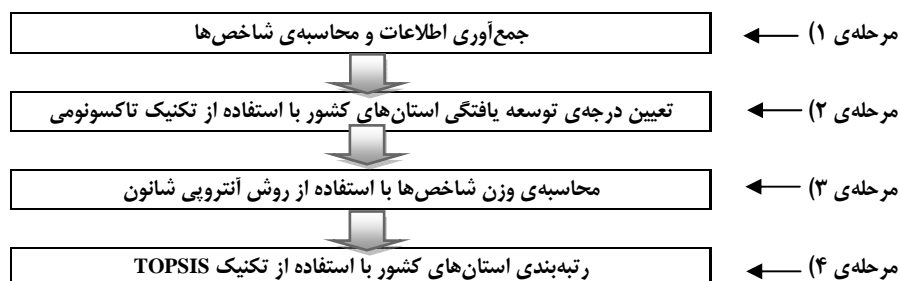 مرحله‌ی ۱) جمع‌آوری اطلاعات و محاسبه‌ی شاخص‌ها
مرحله‌ی ۲) تعیین درجه‌ی توسعه یافتگی استان‌های کشور با استفاده از تکنیک تاکسونومی
مرحله‌ی ۳) محاسبه‌ی وزن شاخص‌ها با استفاده از روش آنتروپی شانون
مرحله‌ی ۴) رتبه‌بندی استان‌های کشور با استفاده از تکنیک TOPSIS